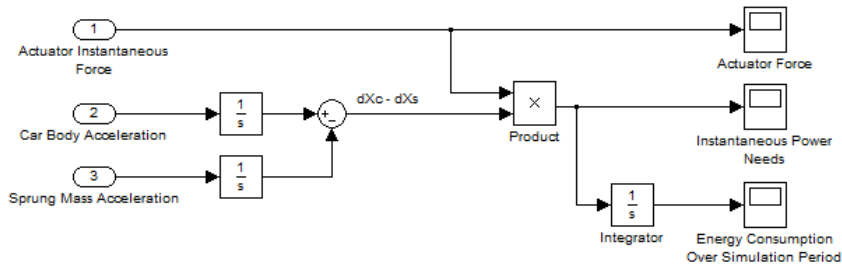 1
Actuator Instantaneous
Force
Actuator Force
2
Car Body Acceleration
1
s
+
−
dXc - dXs
×
Product
Instantaneous Power
Needs
3
Sprung Mass Acceleration
1
s
1
s
Integrator
Energy Consumption
Over Simulation Period